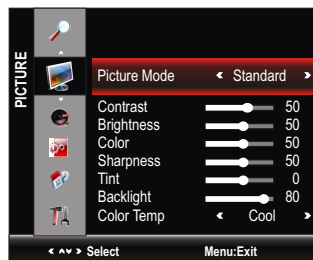 PICTURE
Picture Mode Standard
Contrast 50
Brightness 50
Color 50
Sharpness 50
Tint 0
Backlight 80
Color Temp Cool
Select Menu:Exit